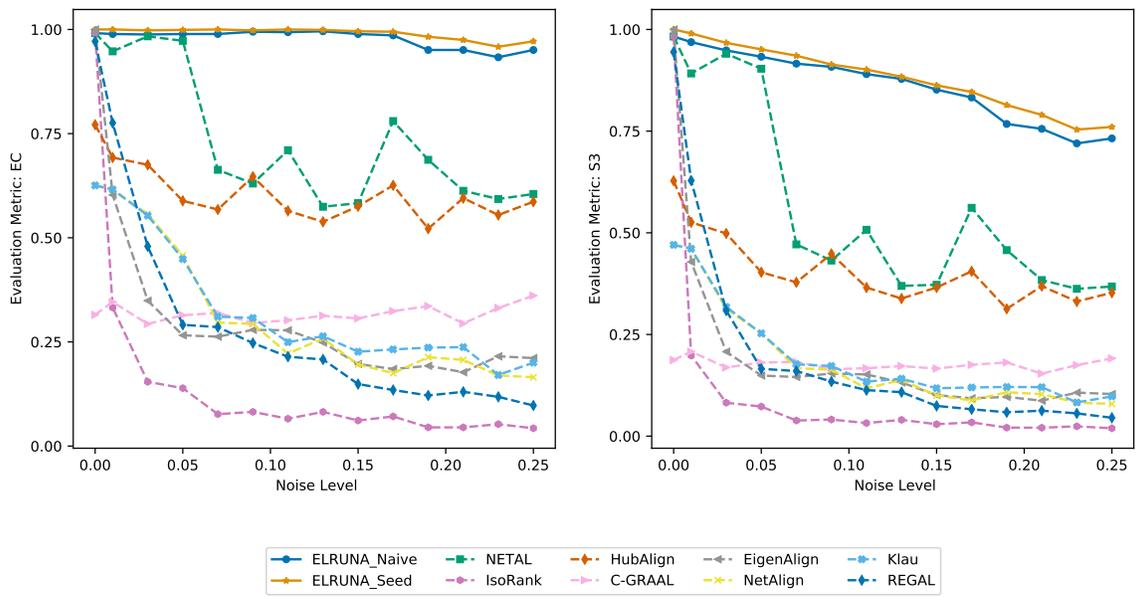 Evaluation Metric: EC
1.00
0.75
0.50
0.25
0.00
0.00 0.05 0.10 0.15 0.20 0.25
Noise Level
Evaluation Metric: S3
1.00
0.75
0.50
0.25
0.00
0.00 0.05 0.10 0.15 0.20 0.25
Noise Level
ELRUNA_Naive NETAL HubAlign EigenAlign Klau
ELRUNA_Seed IsoRank C-GRAAL NetAlign REGAL